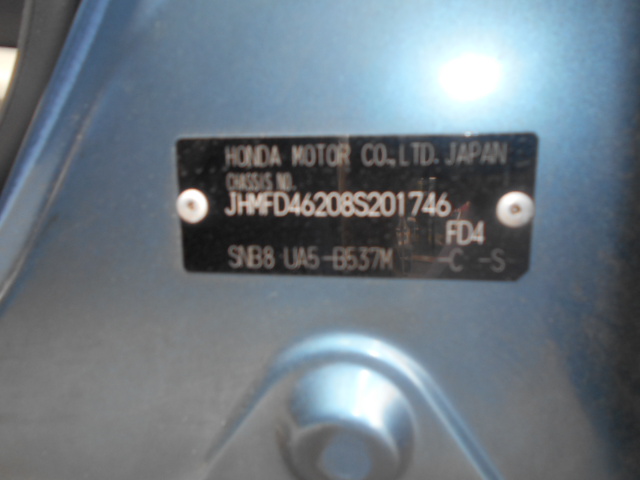 HONDA MOTOR CO.,LTD. JAPAN
CHASSIS NO.
JHMFD46208S201746
FD4
SNB8 UA5-B537M -C -S